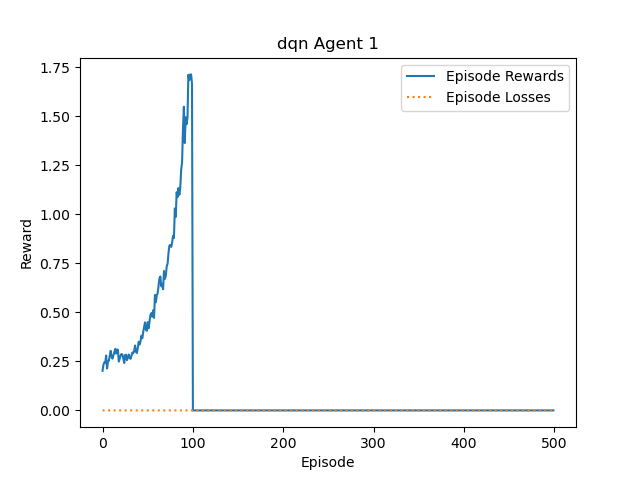 dqn Agent 1
Episode Rewards
Episode Losses
1.75
1.50
1.25
1.00
0.75
0.50
0.25
0.00
Reward
0 100 200 300 400 500
Episode